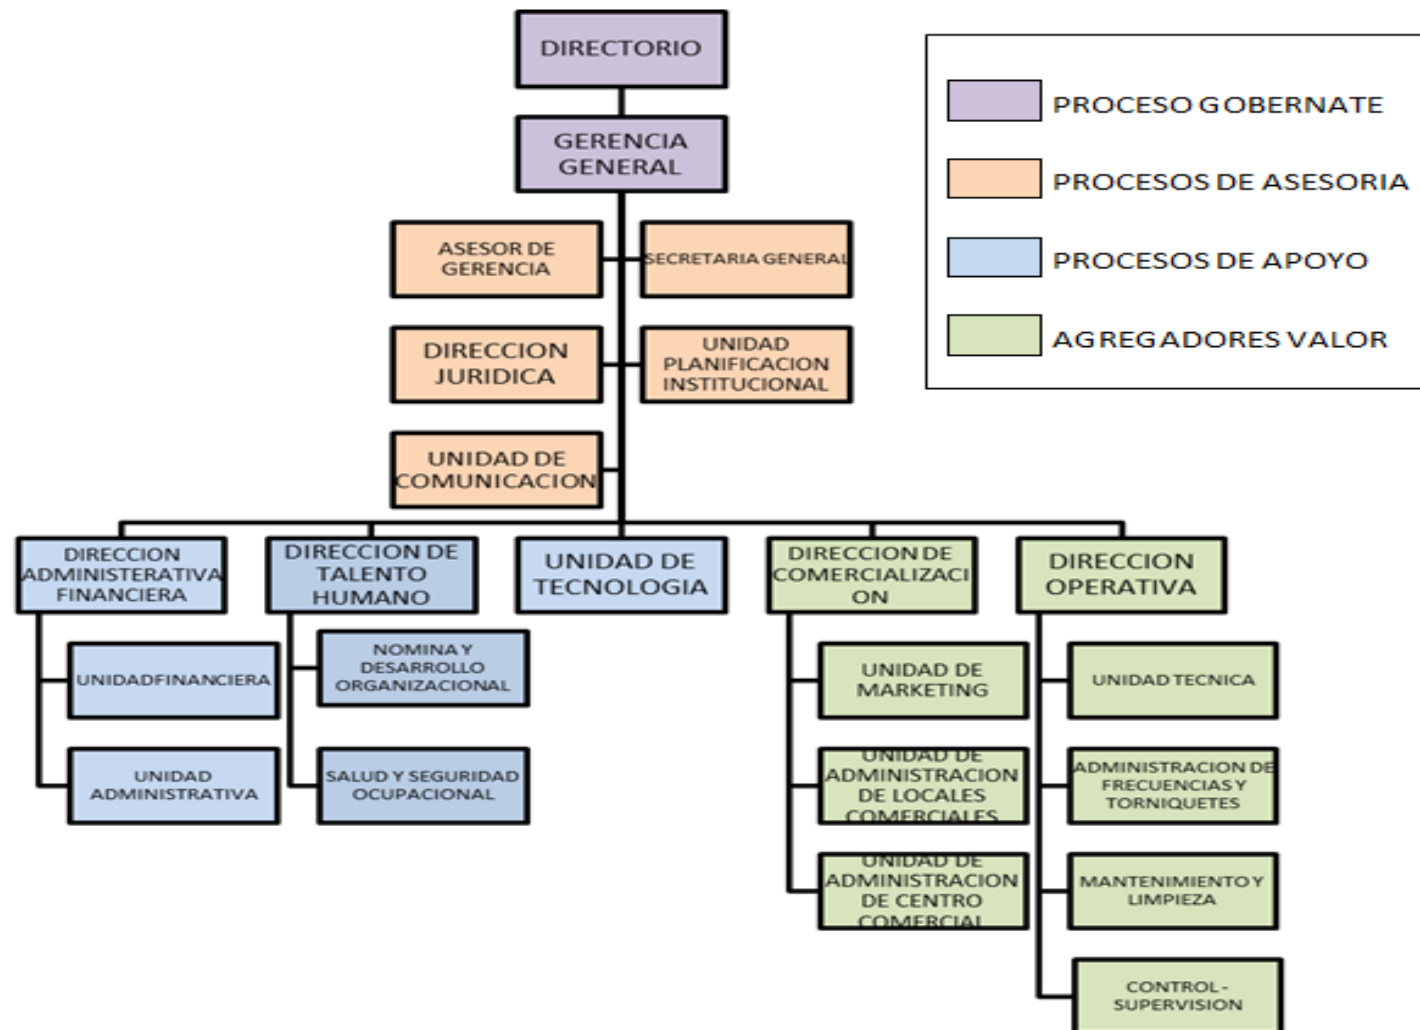 DIRECTORIO
GERENCIA
GENERAL
PROCESO GOBERNATE
PROCESOS DE ASESORIA
PROCESOS DE APOYO
AGREGADORES VALOR
ASESOR DE
GERENCIA
SECRETARIA GENERAL
DIRECCION
JURIDICA
UNIDAD
PLANIFICACION
INSTITUCIONAL
UNIDAD DE
COMUNICACION
DIRECCION
ADMINISTERATIVA
FINANCIERA
DIRECCION DE
TALENTO
HUMANO
UNIDAD DE
TECNOLOGIA
DIRECCION DE
COMERCIALIZACI
ON
DIRECCION
OPERATIVA
UNIDAD FINANCIERA
UNIDAD
ADMINISTRATIVA
NOMINA Y
DESARROLLO
ORGANIZACIONAL
SALUD Y SEGURIDAD
OCUPACIONAL
UNIDAD DE
MARKETING
UNIDAD DE
ADMINISTRACION
DE LOCALES
COMERCIALES
UNIDAD DE
ADMINISTRACION
DE CENTRO
COMERCIAL
UNIDAD TECNICA
ADMINISTRACION DE
FRECUENCIAS Y
TORNIQUETES
MANTENIMIENTO Y
LIMPIEZA
CONTROL-
SUPERVISION